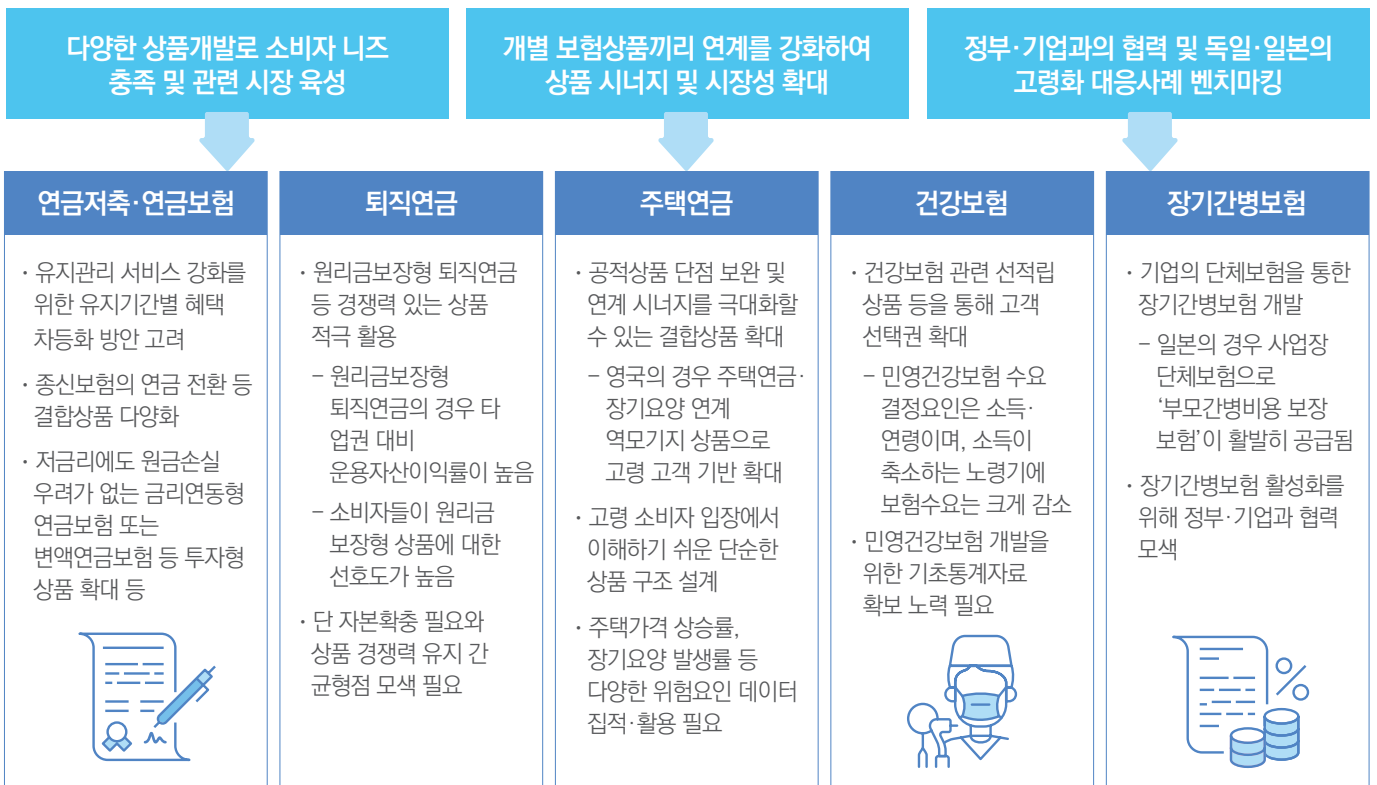 다양한 상품개발로 소비자 니즈
충족 및 관련 시장 육성
개별 보험상품끼리 연계를 강화하여
상품 시너지 및 시장성 확대
정부·기업과의 협력 및 독일·일본의
고령화 대응사례 벤치마킹
연금저축·연금보험
· 유지관리 서비스 강화를
위한 유지기간별 혜택
차등화 방안 고려
· 종신보험의 연금 전환 등
결합상품 다양화
· 저금리에도 원금손실
우려가 없는 금리연동형
연금보험 또는
변액연금보험 등 투자형
상품 확대 등
퇴직연금
· 원리금보장형 퇴직연금
등 경쟁력 있는 상품
적극 활용
– 원리금보장형
퇴직연금의 경우 타
업권 대비
운용자산이익률이 높음
– 소비자들이 원리금
보장형 상품에 대한
선호도가 높음
· 단 자본확충 필요와
상품 경쟁력 유지 간
균형점 모색 필요
주택연금
· 공적상품 단점 보완 및
연계 시너지를 극대화할
수 있는 결합상품 확대
– 영국의 경우 주택연금·
장기요양 연계
역모기지 상품으로
고령 고객 기반 확대
· 고령 소비자 입장에서
이해하기 쉬운 단순한
상품 구조 설계
· 주택가격 상승률,
장기요양 발생률 등
다양한 위험요인 데이터
집적·활용 필요
건강보험
· 건강보험 관련 선적립
상품 등을 통해 고객
선택권 확대
– 민영건강보험 수요
결정요인은 소득·
연령이며, 소득이
축소하는 노령기에
보험수요는 크게 감소
· 민영건강보험 개발을
위한 기초통계자료
확보 노력 필요
장기간병보험
· 기업의 단체보험을 통한
장기간병보험 개발
– 일본의 경우 사업장
단체보험으로
‘부모간병비용 보장
보험’이 활발히 공급됨
· 장기간병보험 활성화를
위해 정부·기업과 협력
모색
%